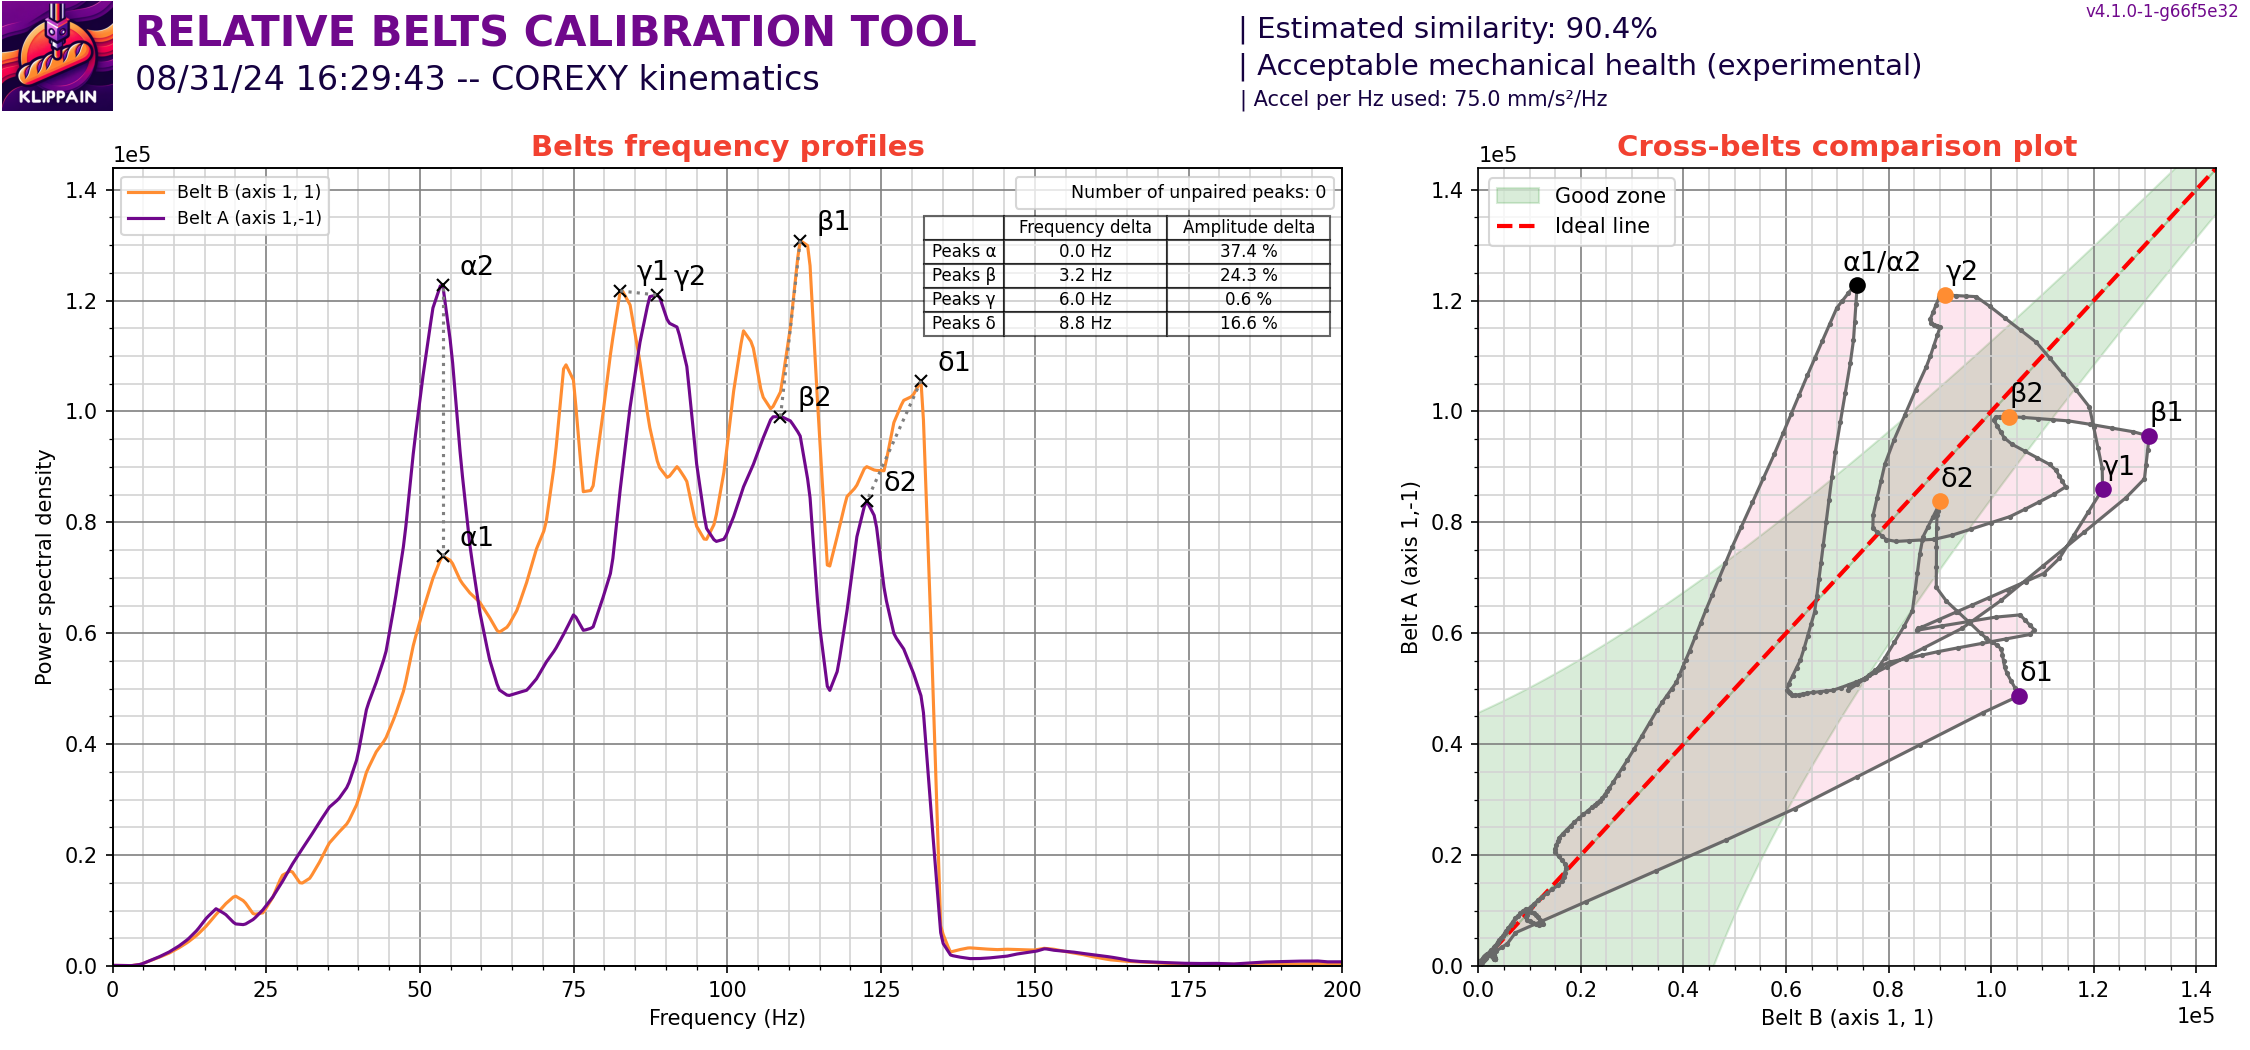 v4.1.0-1-g66f5e32
KLIPPAIN
RELATIVE BELTS CALIBRATION TOOL
08/31/24 16:29:43 -- COREXY kinematics
| Estimated similarity: 90.4%
| Acceptable mechanical health (experimental)
| Accel per Hz used: 75.0 mm/s²/Hz
Belts frequency profiles
1e5
Belt B (axis 1, 1)
Belt A (axis 1,-1)
Number of unpaired peaks: 0
Frequency delta Amplitude delta
Peaks α 0.0 Hz 37.4 %
Peaks β 3.2 Hz 24.3 %
Peaks γ 6.0 Hz 0.6 %
Peaks δ 8.8 Hz 16.6 %
β1
α2
γ1
γ2
δ1
β2
δ2
α1
1.4
1.2
1.0
0.8
0.6
0.4
0.2
0.0
Power spectral density
0 25 50 75 100 125 150 175 200
Frequency (Hz)
Cross-belts comparison plot
1e5
Good zone
Ideal line
α1/α2
γ2
β2
β1
γ1
δ2
δ1
1.4
1.2
1.0
0.8
0.6
0.4
0.2
0.0
Belt A (axis 1,-1)
0.0 0.2 0.4 0.6 0.8 1.0 1.2 1.4
Belt B (axis 1, 1)
1e5